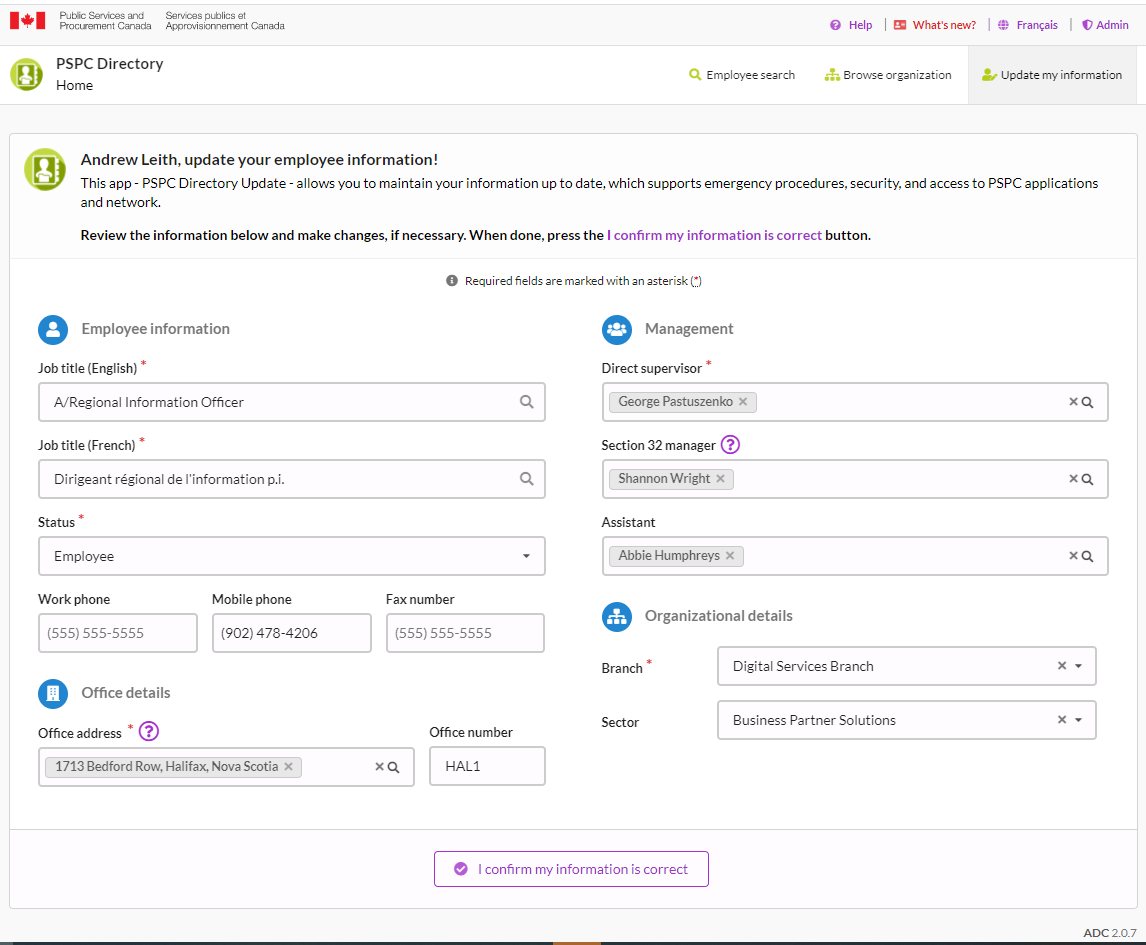 Public Services and
Procurement Canada
Services publics et
Approvisionnement Canada
Help
What's new?
Français
Admin
PSPC Directory
Home
Employee search
Browse organization
Update my information
Andrew Leith, update your employee information!
This app - PSPC Directory Update - allows you to maintain your information up to date, which supports emergency procedures, security, and access to PSPC applications
and network.
Review the information below and make changes, if necessary. When done, press the I confirm my information is correct button.
Required fields are marked with an asterisk (*)
Employee information
Job title (English) *
A/Regional Information Officer
Job title (French) *
Dirigeant régional de l'information p.i.
Status *
Employee
Work phone
Mobile phone
Fax number
(555) 555-5555
(902) 478-4206
(555) 555-5555
Office details
Office address * ?
Office number
1713 Bedford Row, Halifax, Nova Scotia ×
HAL1
Management
Direct supervisor *
George Pastuszenko ×
Section 32 manager ?
Shannon Wright ×
Assistant
Abbie Humphreys ×
Organizational details
Branch *
Digital Services Branch
Sector
Business Partner Solutions
I confirm my information is correct
ADC 2.0.7